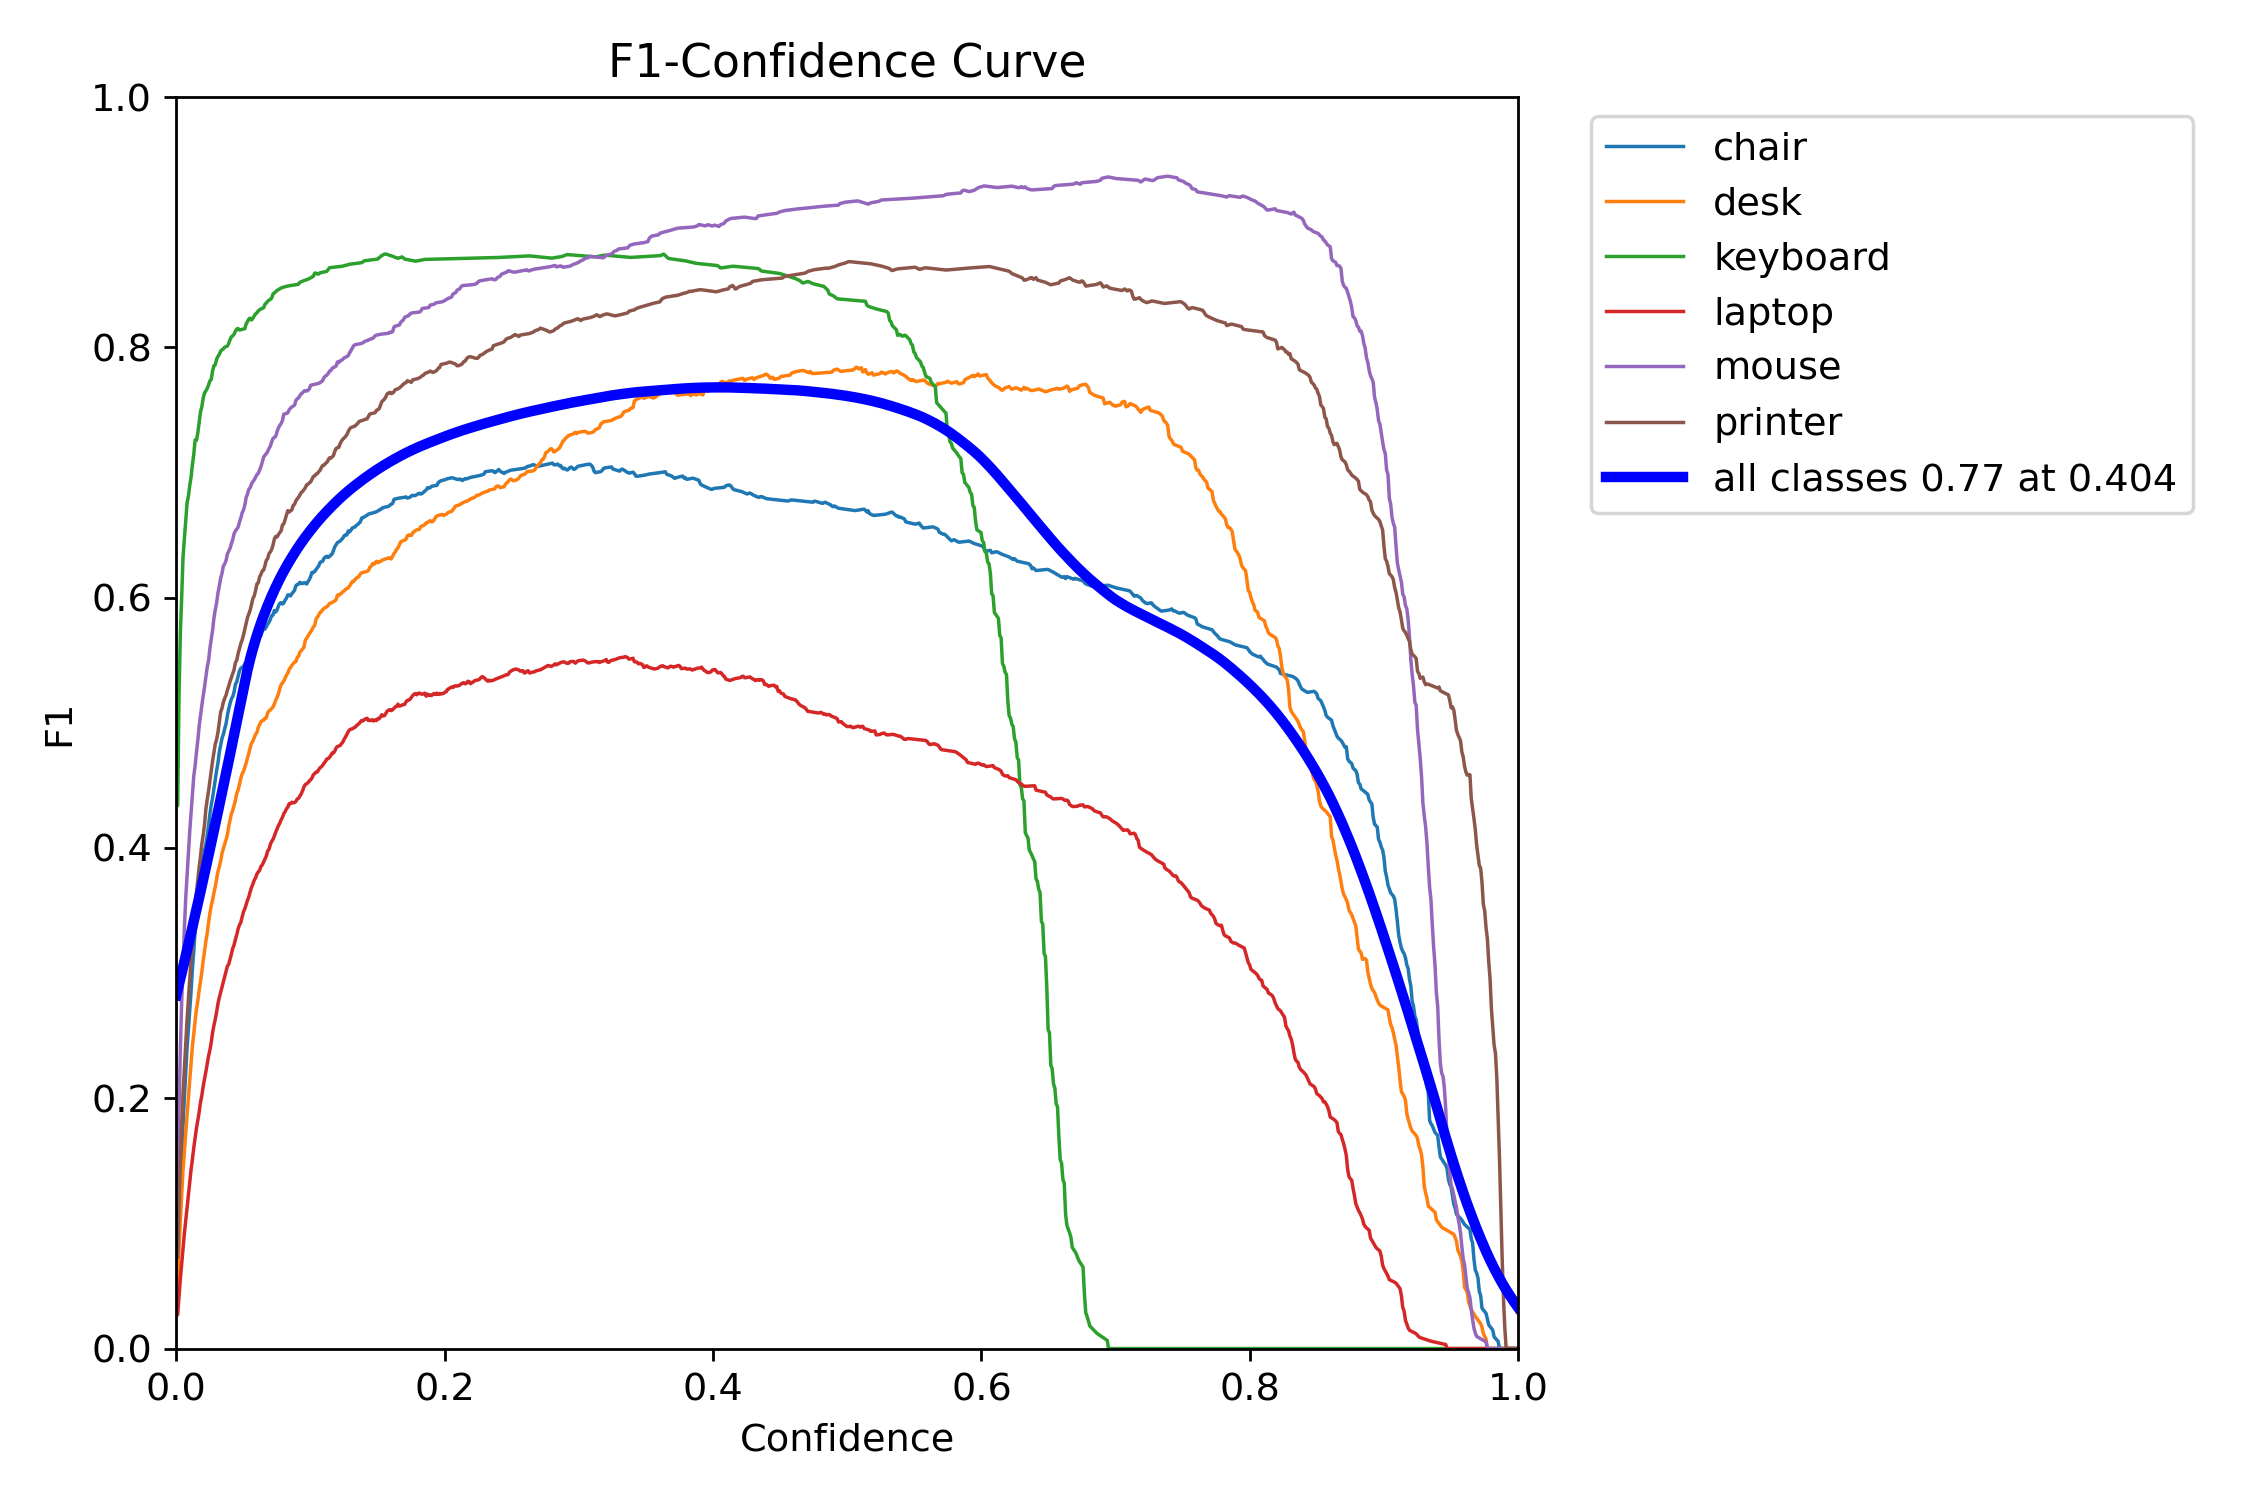 F1-Confidence Curve
1.0
0.8
0.6
0.4
0.2
0.0
F1
0.0 0.2 0.4 0.6 0.8 1.0
Confidence
chair
desk
keyboard
laptop
mouse
printer
all classes 0.77 at 0.404